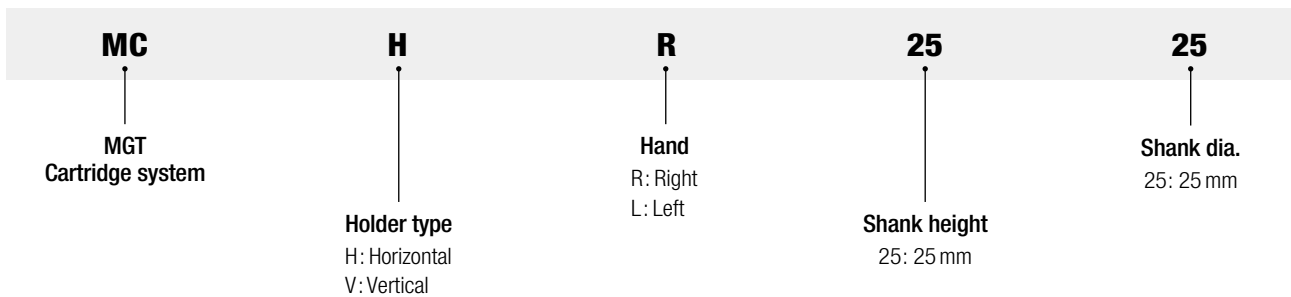 MC H R 25 25
MGT
Cartridge system
Holder type
H: Horizontal
V: Vertical
Hand
R: Right
L: Left
Shank height
25: 25 mm
Shank dia.
25: 25 mm